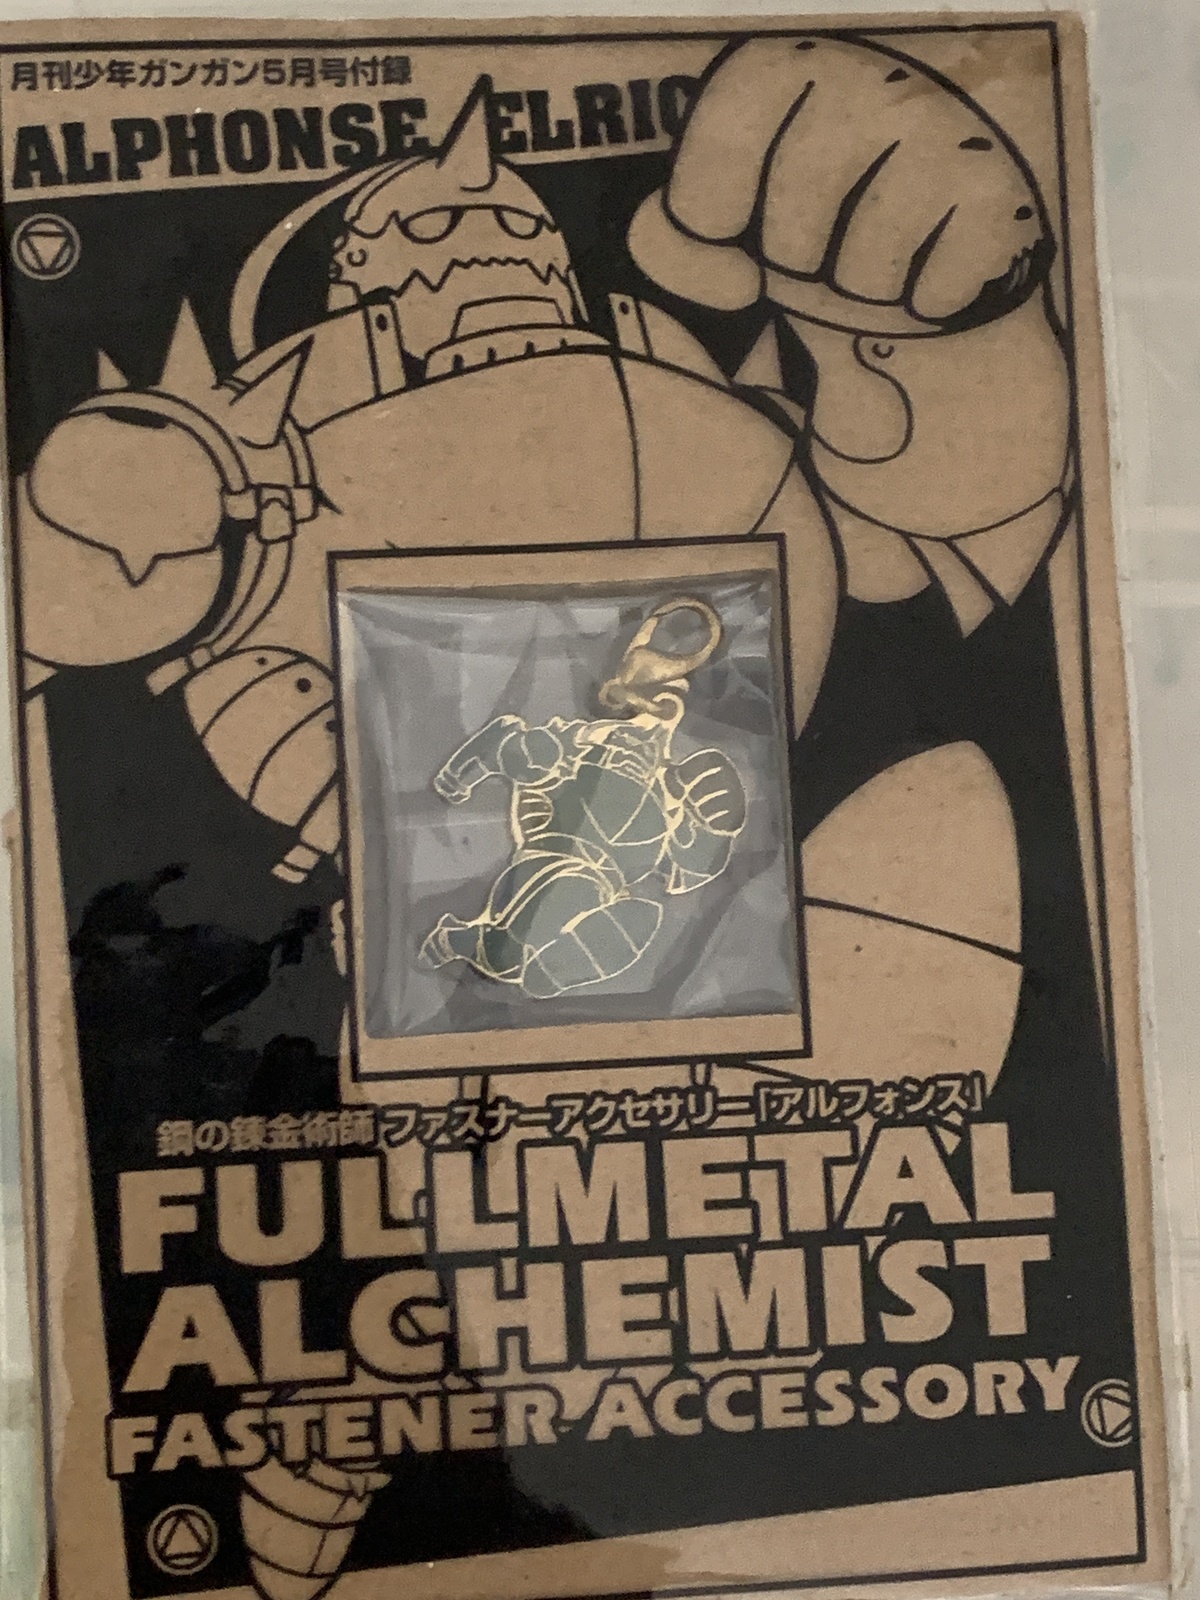 月刊少年ガンガン5月号付録
ALPHONSE ELRIC
鋼の錬金術師 ファスナーアクセサリー「アルフォンス」
FULLMETAL
ALCHEMIST
FASTENER ACCESSORY